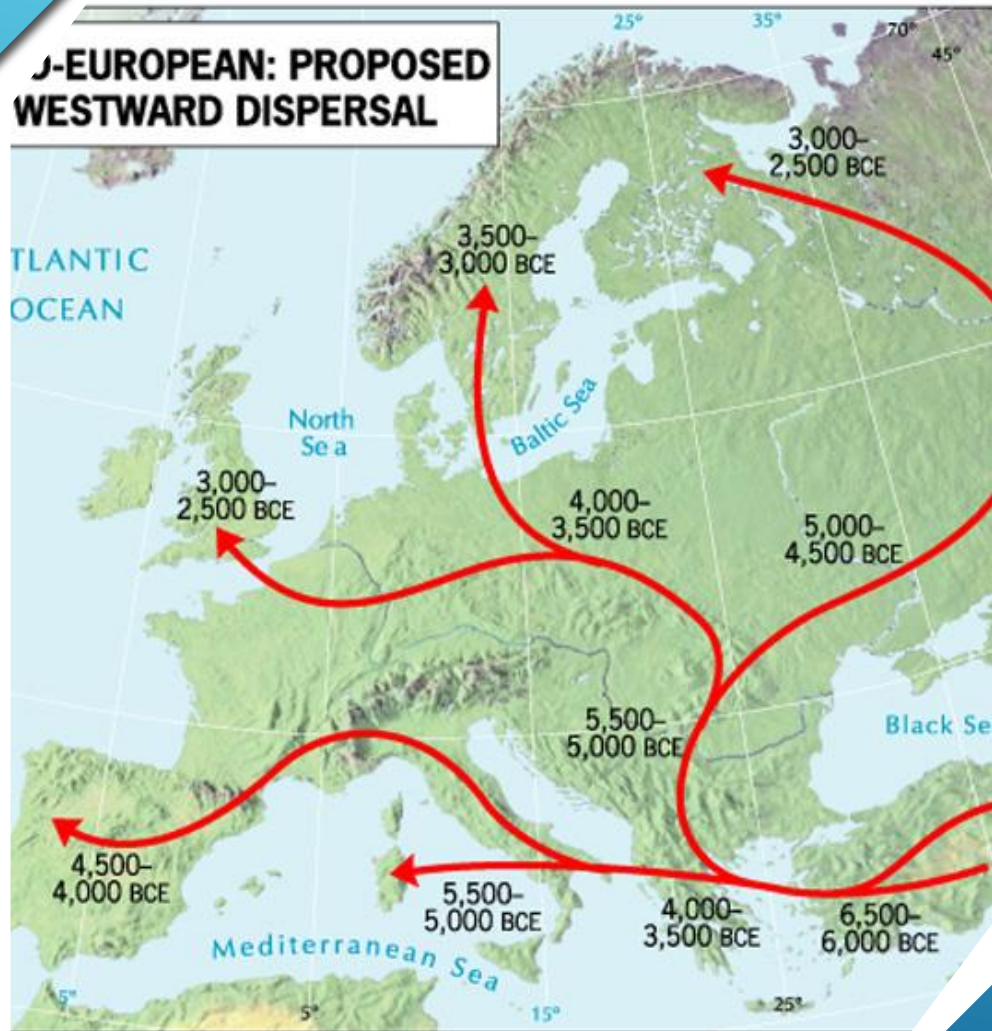 O-EUROPEAN: PROPOSED
WESTWARD DISPERSAL
25°
35°
70°
45°
3,000–
2,500 BCE
3,500–
3,000 BCE
TLANTIC
OCEAN
North
Sea
Baltic Sea
3,000–
2,500 BCE
4,000–
3,500 BCE
5,000–
4,500 BCE
5,500–
5,000 BCE
Black Se
4,500–
4,000 BCE
5,500–
5,000 BCE
4,000–
3,500 BCE
6,500–
6,000 BCE
Mediterranean Sea
5°
5°
15°
25°